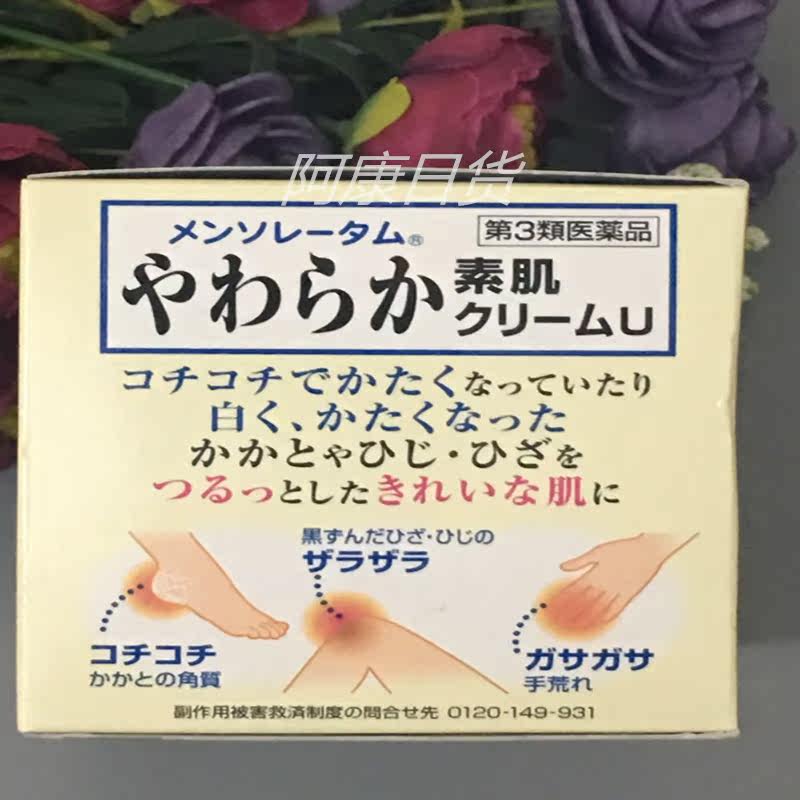 阿康日货
メンソレータム®
第3類医薬品
やわらか
素肌
クリームU
コチコチでかたくなっていたり
白く、かたくなった
かかとやひじ・ひざを
つるっとしたきれいな肌に
黒ずんだひざ・ひじの
ザラザラ
コチコチ
かかとの角質
ガサガサ
手荒れ
副作用被害救済制度の問合せ先 0120-149-931